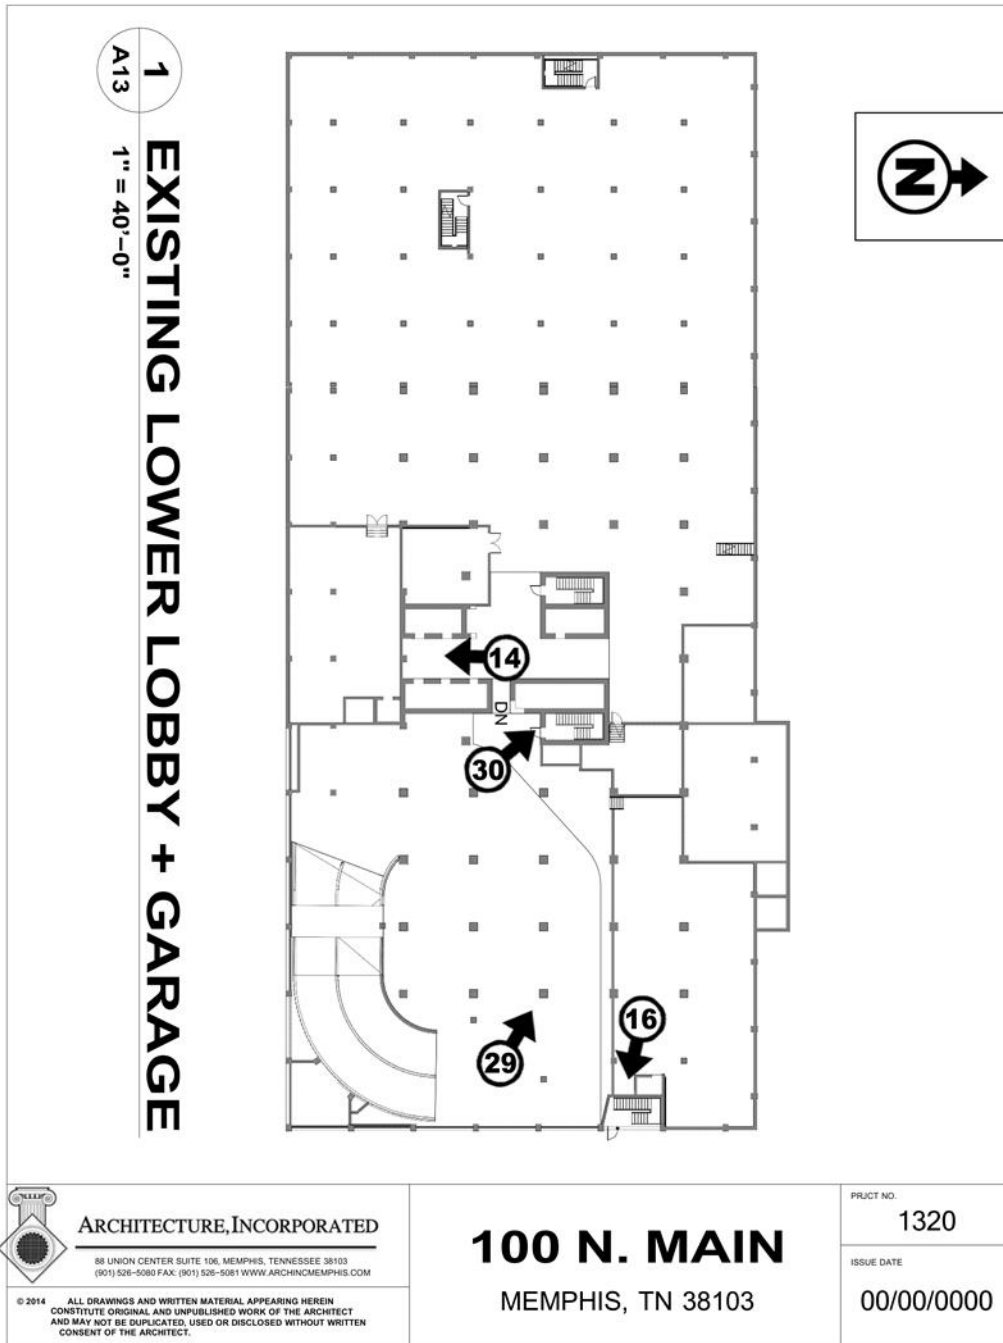 1
A13
EXISTING LOWER LOBBY + GARAGE
1" = 40'-0"
N
14
DN
30
16
29
ARCHITECTURE, INCORPORATED
88 UNION CENTER SUITE 106, MEMPHIS, TENNESSEE 38103
(901) 526-5080 FAX: (901) 526-5081 WWW.ARCHINCMEMPHIS.COM
© 2014 ALL DRAWINGS AND WRITTEN MATERIAL APPEARING HEREIN
CONSTITUTE ORIGINAL AND UNPUBLISHED WORK OF THE ARCHITECT
AND MAY NOT BE DUPLICATED, USED OR DISCLOSED WITHOUT WRITTEN
CONSENT OF THE ARCHITECT.
100 N. MAIN
MEMPHIS, TN 38103
PRJCT NO.
1320
ISSUE DATE
00/00/0000